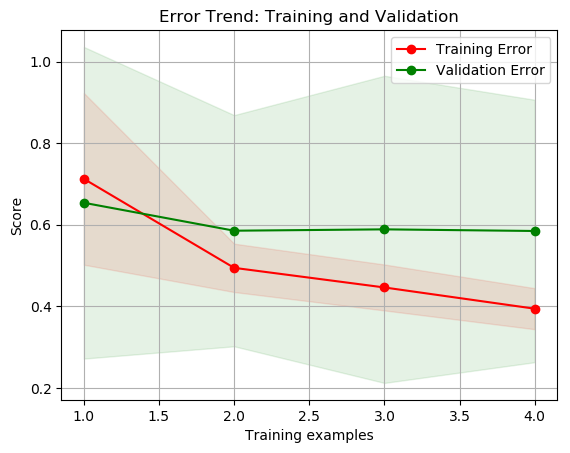 Error Trend: Training and Validation
Training Error
Validation Error
Score
1.0
0.8
0.6
0.4
0.2
1.0 1.5 2.0 2.5 3.0 3.5 4.0
Training examples